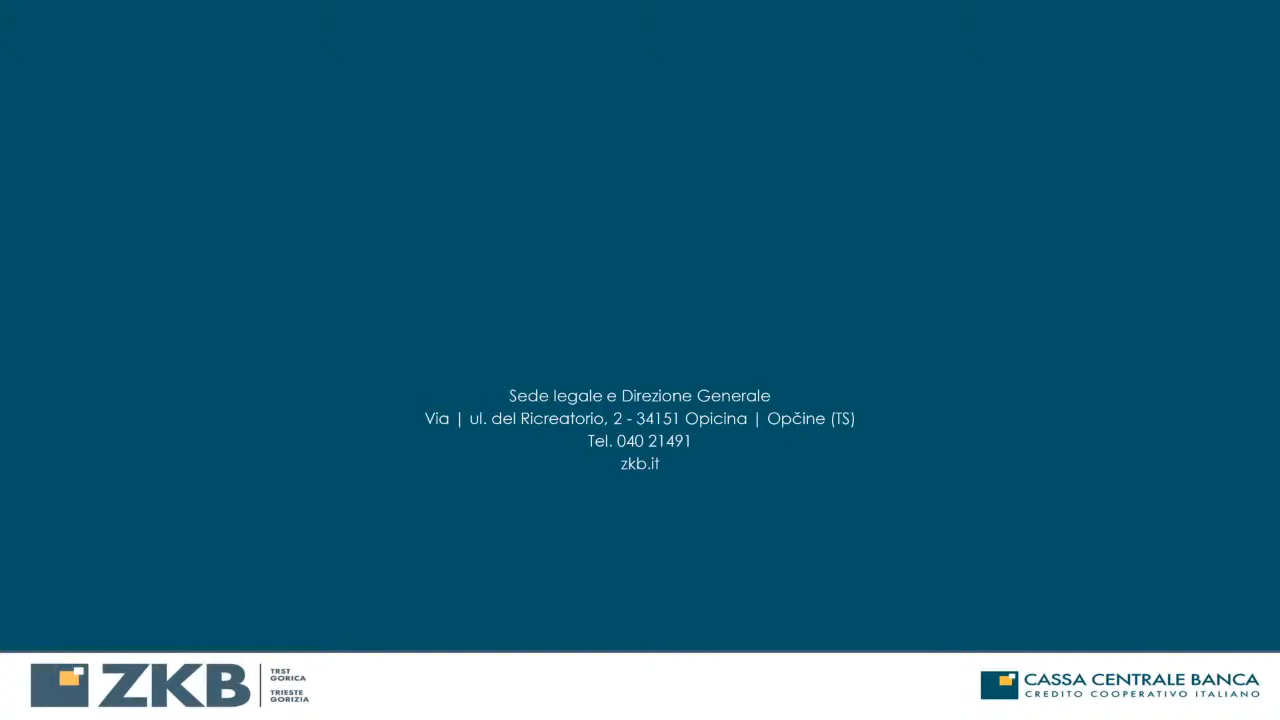 Sede legale e Direzione Generale
Via | ul. del Ricreatorio, 2 - 34151 Opicina | Opčine (TS)
Tel. 040 21491
zkb.it
ZKB
TRST
GORICA
TRIESTE
GORIZIA
CASSA CENTRALE BANCA
CREDITO COOPERATIVO ITALIANO